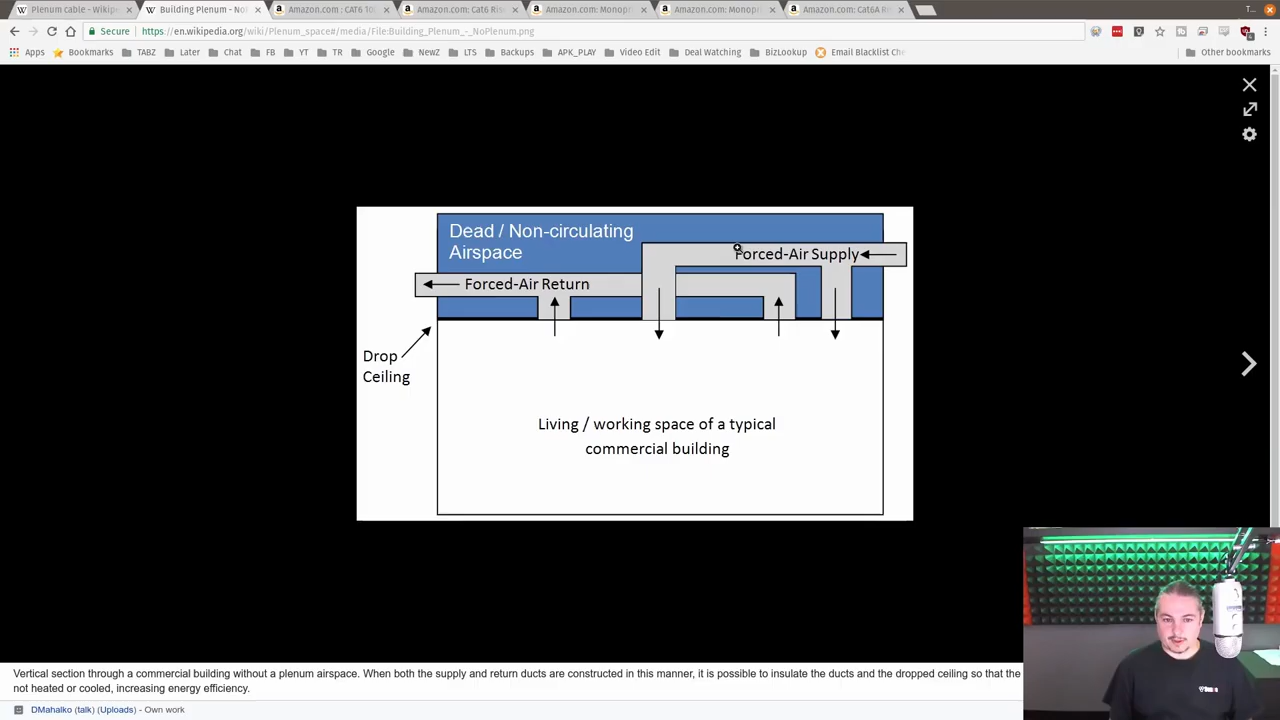 Plenum cable - Wikip
Building Plenum - No
Amazon.com : CAT6 10
Amazon.com: Cat6 Rise
Amazon.com: Monopri
Amazon.com: Monopri
Amazon.com: Cat6A Ris
T...
Secure
https://en.wikipedia.org/wiki/Plenum_space#/media/File:Building_Plenum_-_NoPlenum.png
Apps
Bookmarks
TABZ
Later
Chat
FB
YT
TR
Google
NewZ
LTS
Backups
APK_PLAY
Video Edit
Deal Watching
BizLookup
Email Blacklist Che
Other bookmarks
Dead / Non-circulating
Airspace
Forced-Air Supply
Forced-Air Return
Drop
Ceiling
Living / working space of a typical
commercial building
Vertical section through a commercial building without a plenum airspace. When both the supply and return ducts are constructed in this manner, it is possible to insulate the ducts and the dropped ceiling so that the
not heated or cooled, increasing energy efficiency.
DMahalko (talk) (Uploads) - Own work